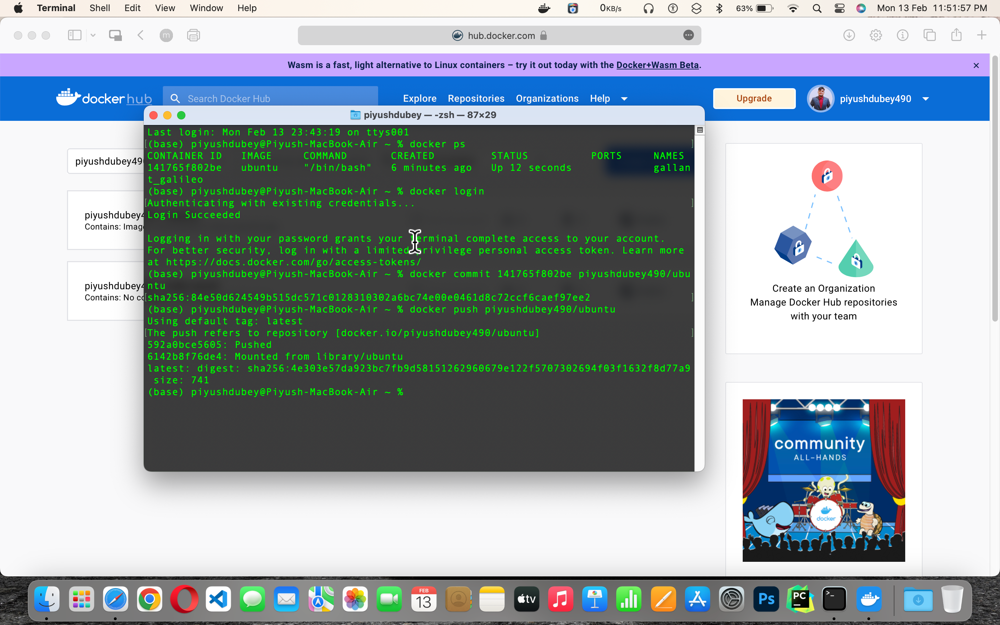 Terminal Shell Edit View Window Help 0KB/s 63% Mon 13 Feb 11:51:57 PM
m hub.docker.com
Wasm is a fast, light alternative to Linux containers – try it out today with the Docker+Wasm Beta.
docker hub Search Docker Hub Explore Repositories Organizations Help Upgrade piyushdubey490
piyushdubey — -zsh — 87×29
Last login: Mon Feb 13 23:43:19 on ttys001
[(base) piyushdubey@Piyush-MacBook-Air ~ % docker ps ]
CONTAINER ID IMAGE COMMAND CREATED STATUS PORTS NAMES
141765f802be ubuntu "/bin/bash" 6 minutes ago Up 12 seconds gallan
t_galileo
(base) piyushdubey@Piyush-MacBook-Air ~ % docker login
[Authenticating with existing credentials... ]
Login Succeeded
Logging in with your password grants your terminal complete access to your account.
For better security, log in with a limited-privilege personal access token. Learn more
at https://docs.docker.com/go/access-tokens/
(base) piyushdubey@Piyush-MacBook-Air ~ % docker commit 141765f802be piyushdubey490/ubu
ntu
[sha256:84e50d624549b515dc571c0128310302a6bc74e00e0461d8c72ccf6caef97ee2 ]
(base) piyushdubey@Piyush-MacBook-Air ~ % docker push piyushdubey490/ubuntu
Using default tag: latest
[The push refers to repository [docker.io/piyushdubey490/ubuntu] ]
592a0bce5605: Pushed
6142b8f76de4: Mounted from library/ubuntu
latest: digest: sha256:4e303e57da923bc7fb9d58151262960679e122f5707302694f03f1632f8d77a9
size: 741
(base) piyushdubey@Piyush-MacBook-Air ~ %
piyushdubey49
piyushdubey4
Contains: Imag
piyushdubey4
Contains: No co
Create an Organization
Manage Docker Hub repositories
with your team
community
ALL-HANDS
docker
FEB
13
tv
Ps
PC
>_